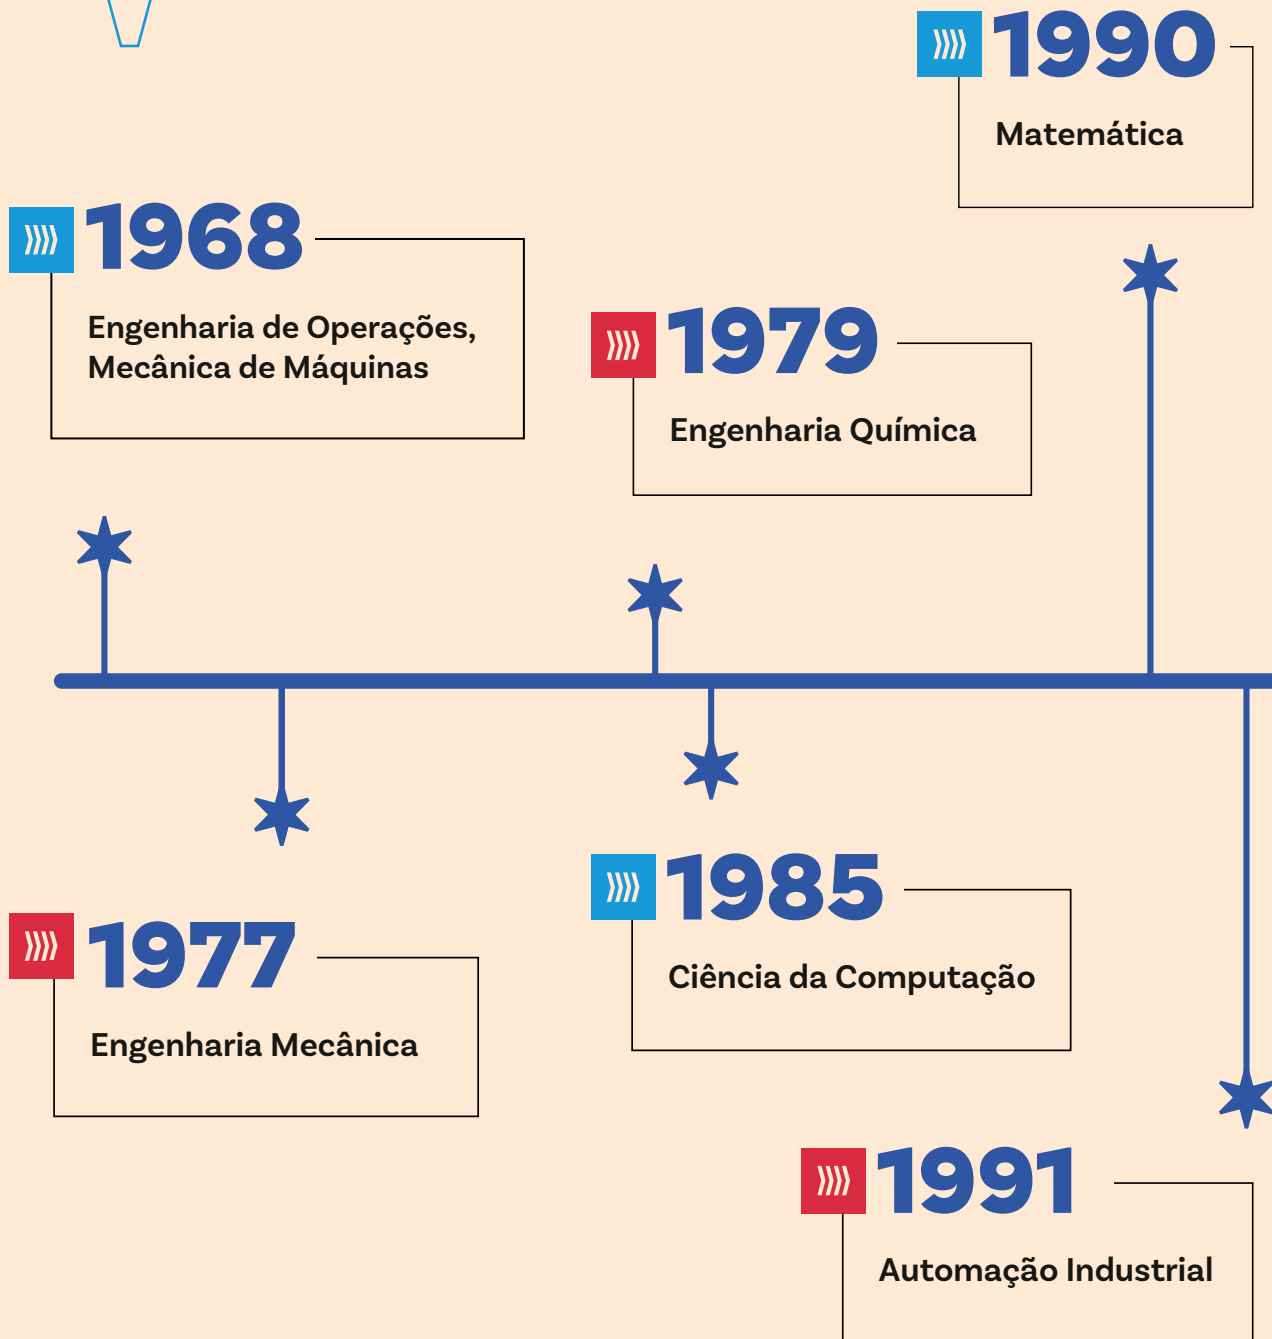 1990
Matemática
1968
Engenharia de Operações,
Mecânica de Máquinas
1979
Engenharia Química
1985
Ciência da Computação
1977
Engenharia Mecânica
1991
Automação Industrial